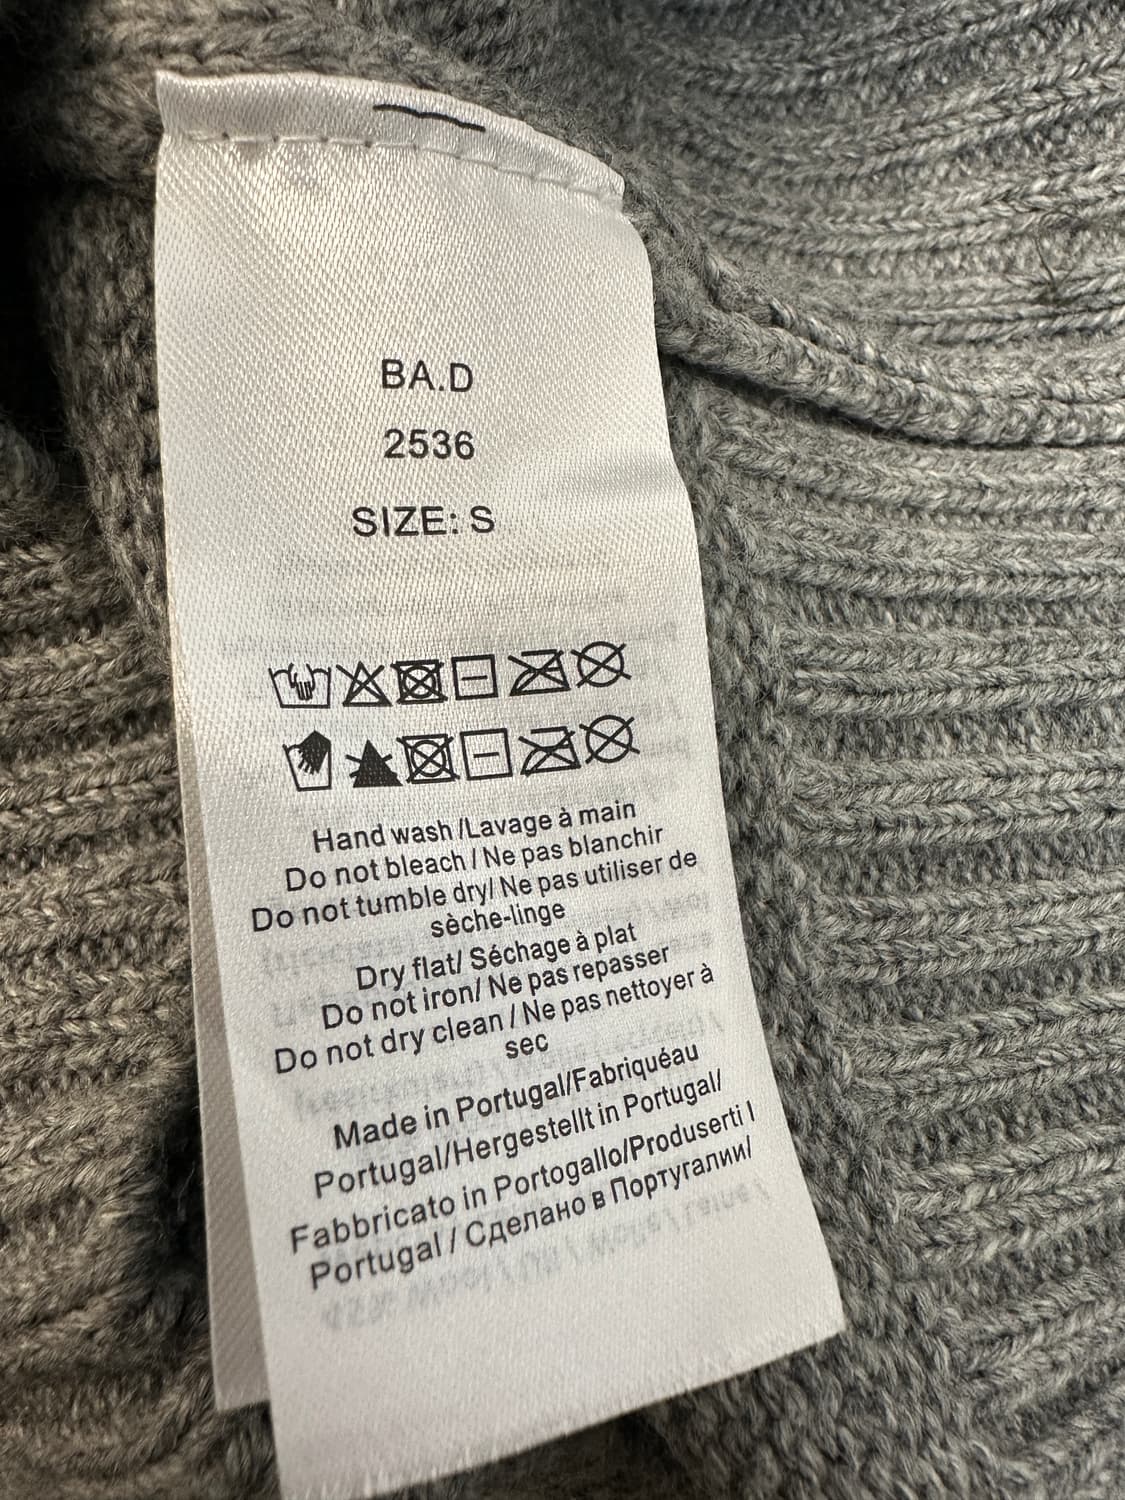 BA.D
2536
SIZE: S
Hand wash /Lavage à main
Do not bleach / Ne pas blanchir
Do not tumble dry/ Ne pas utiliser de
sèche-linge
Dry flat/ Séchage à plat
Do not iron/ Ne pas repasser
Do not dry clean / Ne pas nettoyer à
sec
Made in Portugal/Fabriquéau
Portugal/Hergestellt in Portugal/
Fabbricato in Portogallo/Produserti I
Portugal / Сделано в Португалии/